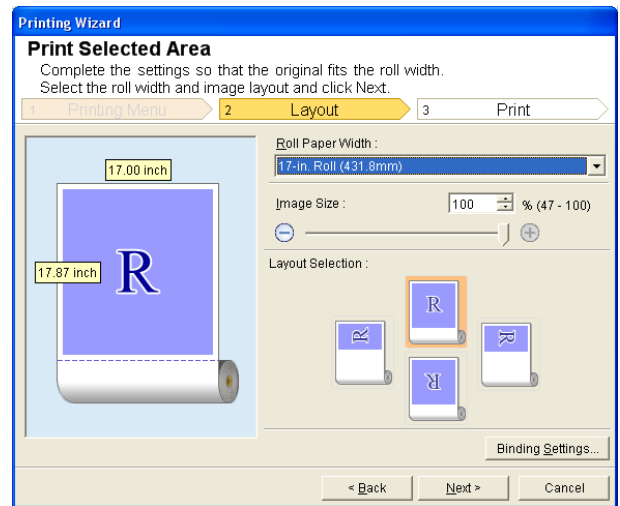 Printing Wizard
Print Selected Area
Complete the settings so that the original fits the roll width.
Select the roll width and image layout and click Next.
1 Printing Menu 2 Layout 3 Print
Roll Paper Width :
17-in. Roll (431.8mm)
17.00 inch
Image Size : 100 % (47 - 100)
R
17.87 inch
Layout Selection :
R
R
R
R
Binding Settings...
< Back Next > Cancel